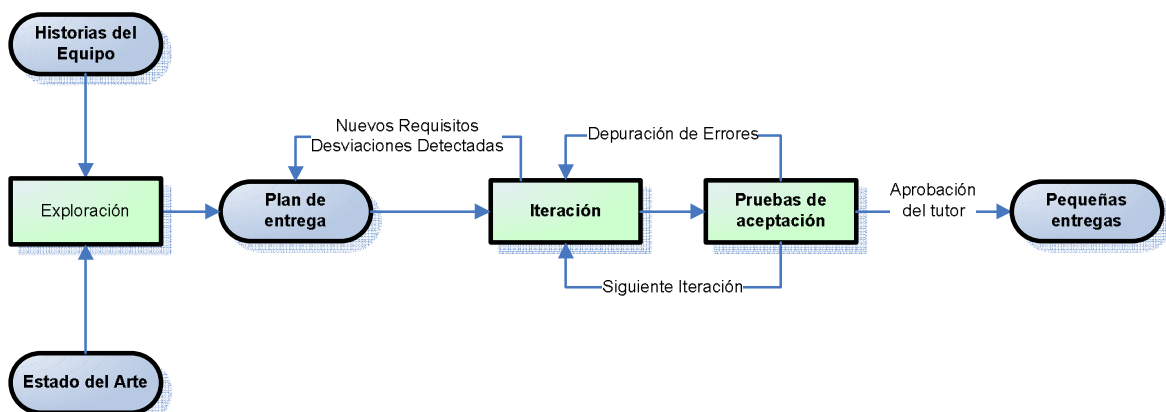 Historias del
Equipo
Nuevos Requisitos
Desviaciones Detectadas
Depuración de Errores
Exploración
Plan de
entrega
Iteración
Pruebas de
aceptación
Aprobación
del tutor
Pequeñas
entregas
Siguiente Iteración
Estado del Arte